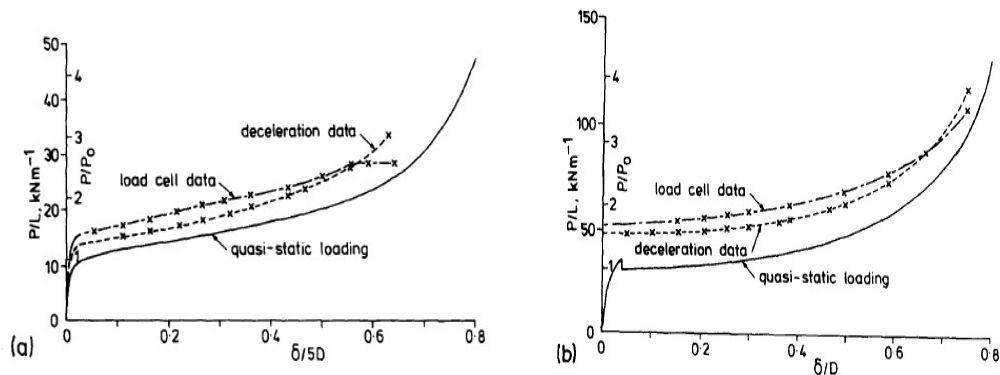 50
40
30
20
10
0
P/L, kNm⁻¹
4
3
2
1
P/P₀
deceleration data
load cell data
quasi-static loading
0
0·2
0·4
0·6
0·8
δ/5D
(a)
150
100
50
0
P/L, kNm⁻¹
4
3
2
1
P/P₀
load cell data
deceleration data
quasi-static loading
0
0·2
0·4
0·6
0·8
δ/D
(b)